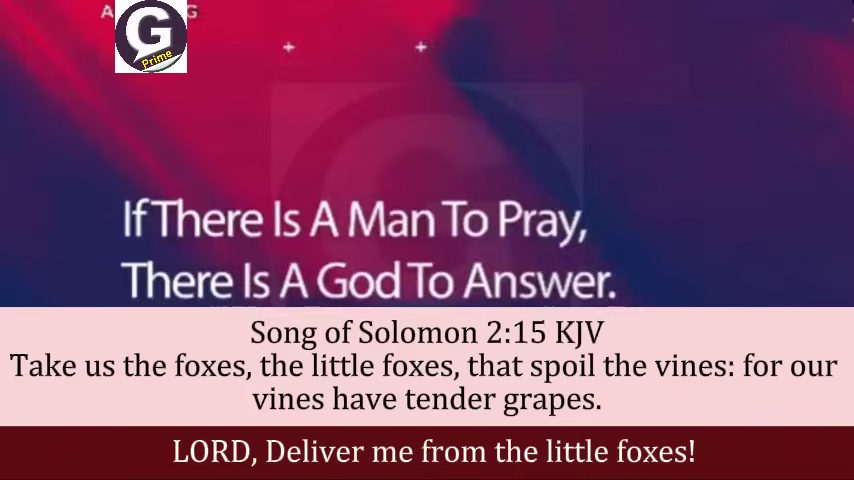 G
Prime
If There Is A Man To Pray,
There Is A God To Answer.
Song of Solomon 2:15 KJV
Take us the foxes, the little foxes, that spoil the vines: for our
vines have tender grapes.
LORD, Deliver me from the little foxes!